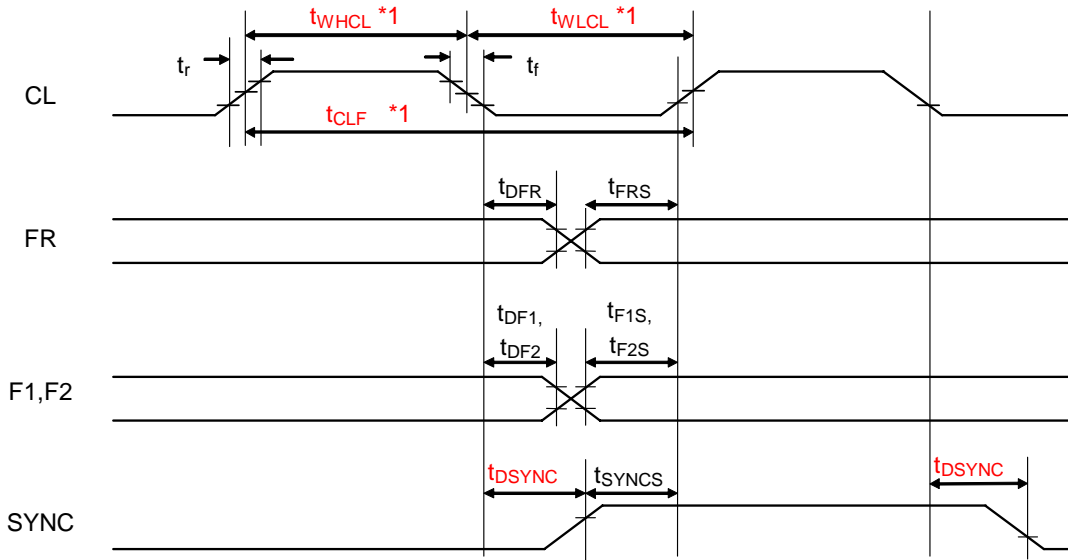 tWHCL *1
tWLCL *1
tr
tf
CL
tCLF *1
tDFR
tFRS
FR
tDF1,
tDF2
tF1S,
tF2S
F1,F2
tDSYNC
tSYNCS
tDSYNC
SYNC